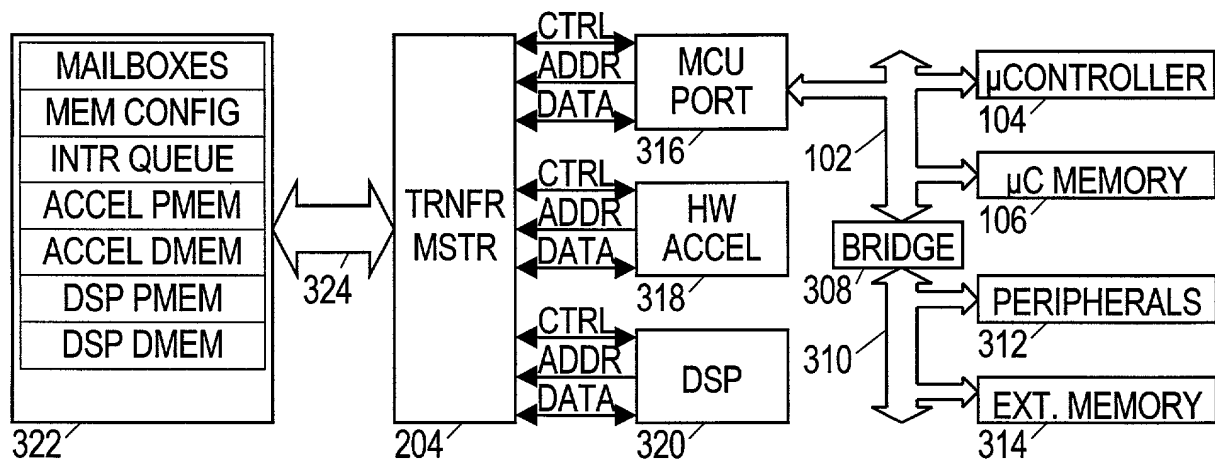 MAILBOXES
MEM CONFIG
INTR QUEUE
ACCEL PMEM
ACCEL DMEM
DSP PMEM
DSP DMEM
322
324
TRNFR
MSTR
204
CTRL
ADDR
DATA
MCU
PORT
316
CTRL
ADDR
DATA
HW
ACCEL
318
CTRL
ADDR
DATA
DSP
320
102
µCONTROLLER
104
µC MEMORY
106
BRIDGE
308
310
PERIPHERALS
312
EXT. MEMORY
314